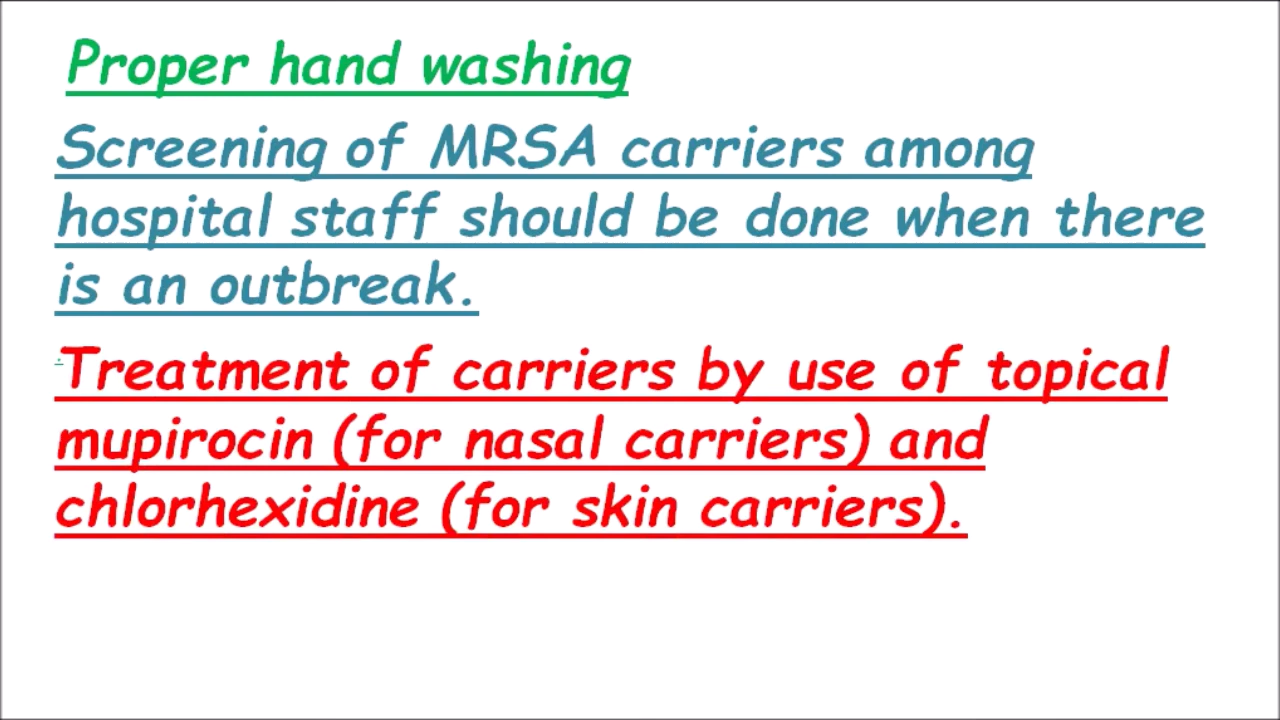 Proper hand washing
Screening of MRSA carriers among
hospital staff should be done when there
is an outbreak.
Treatment of carriers by use of topical
mupirocin (for nasal carriers) and
chlorhexidine (for skin carriers).